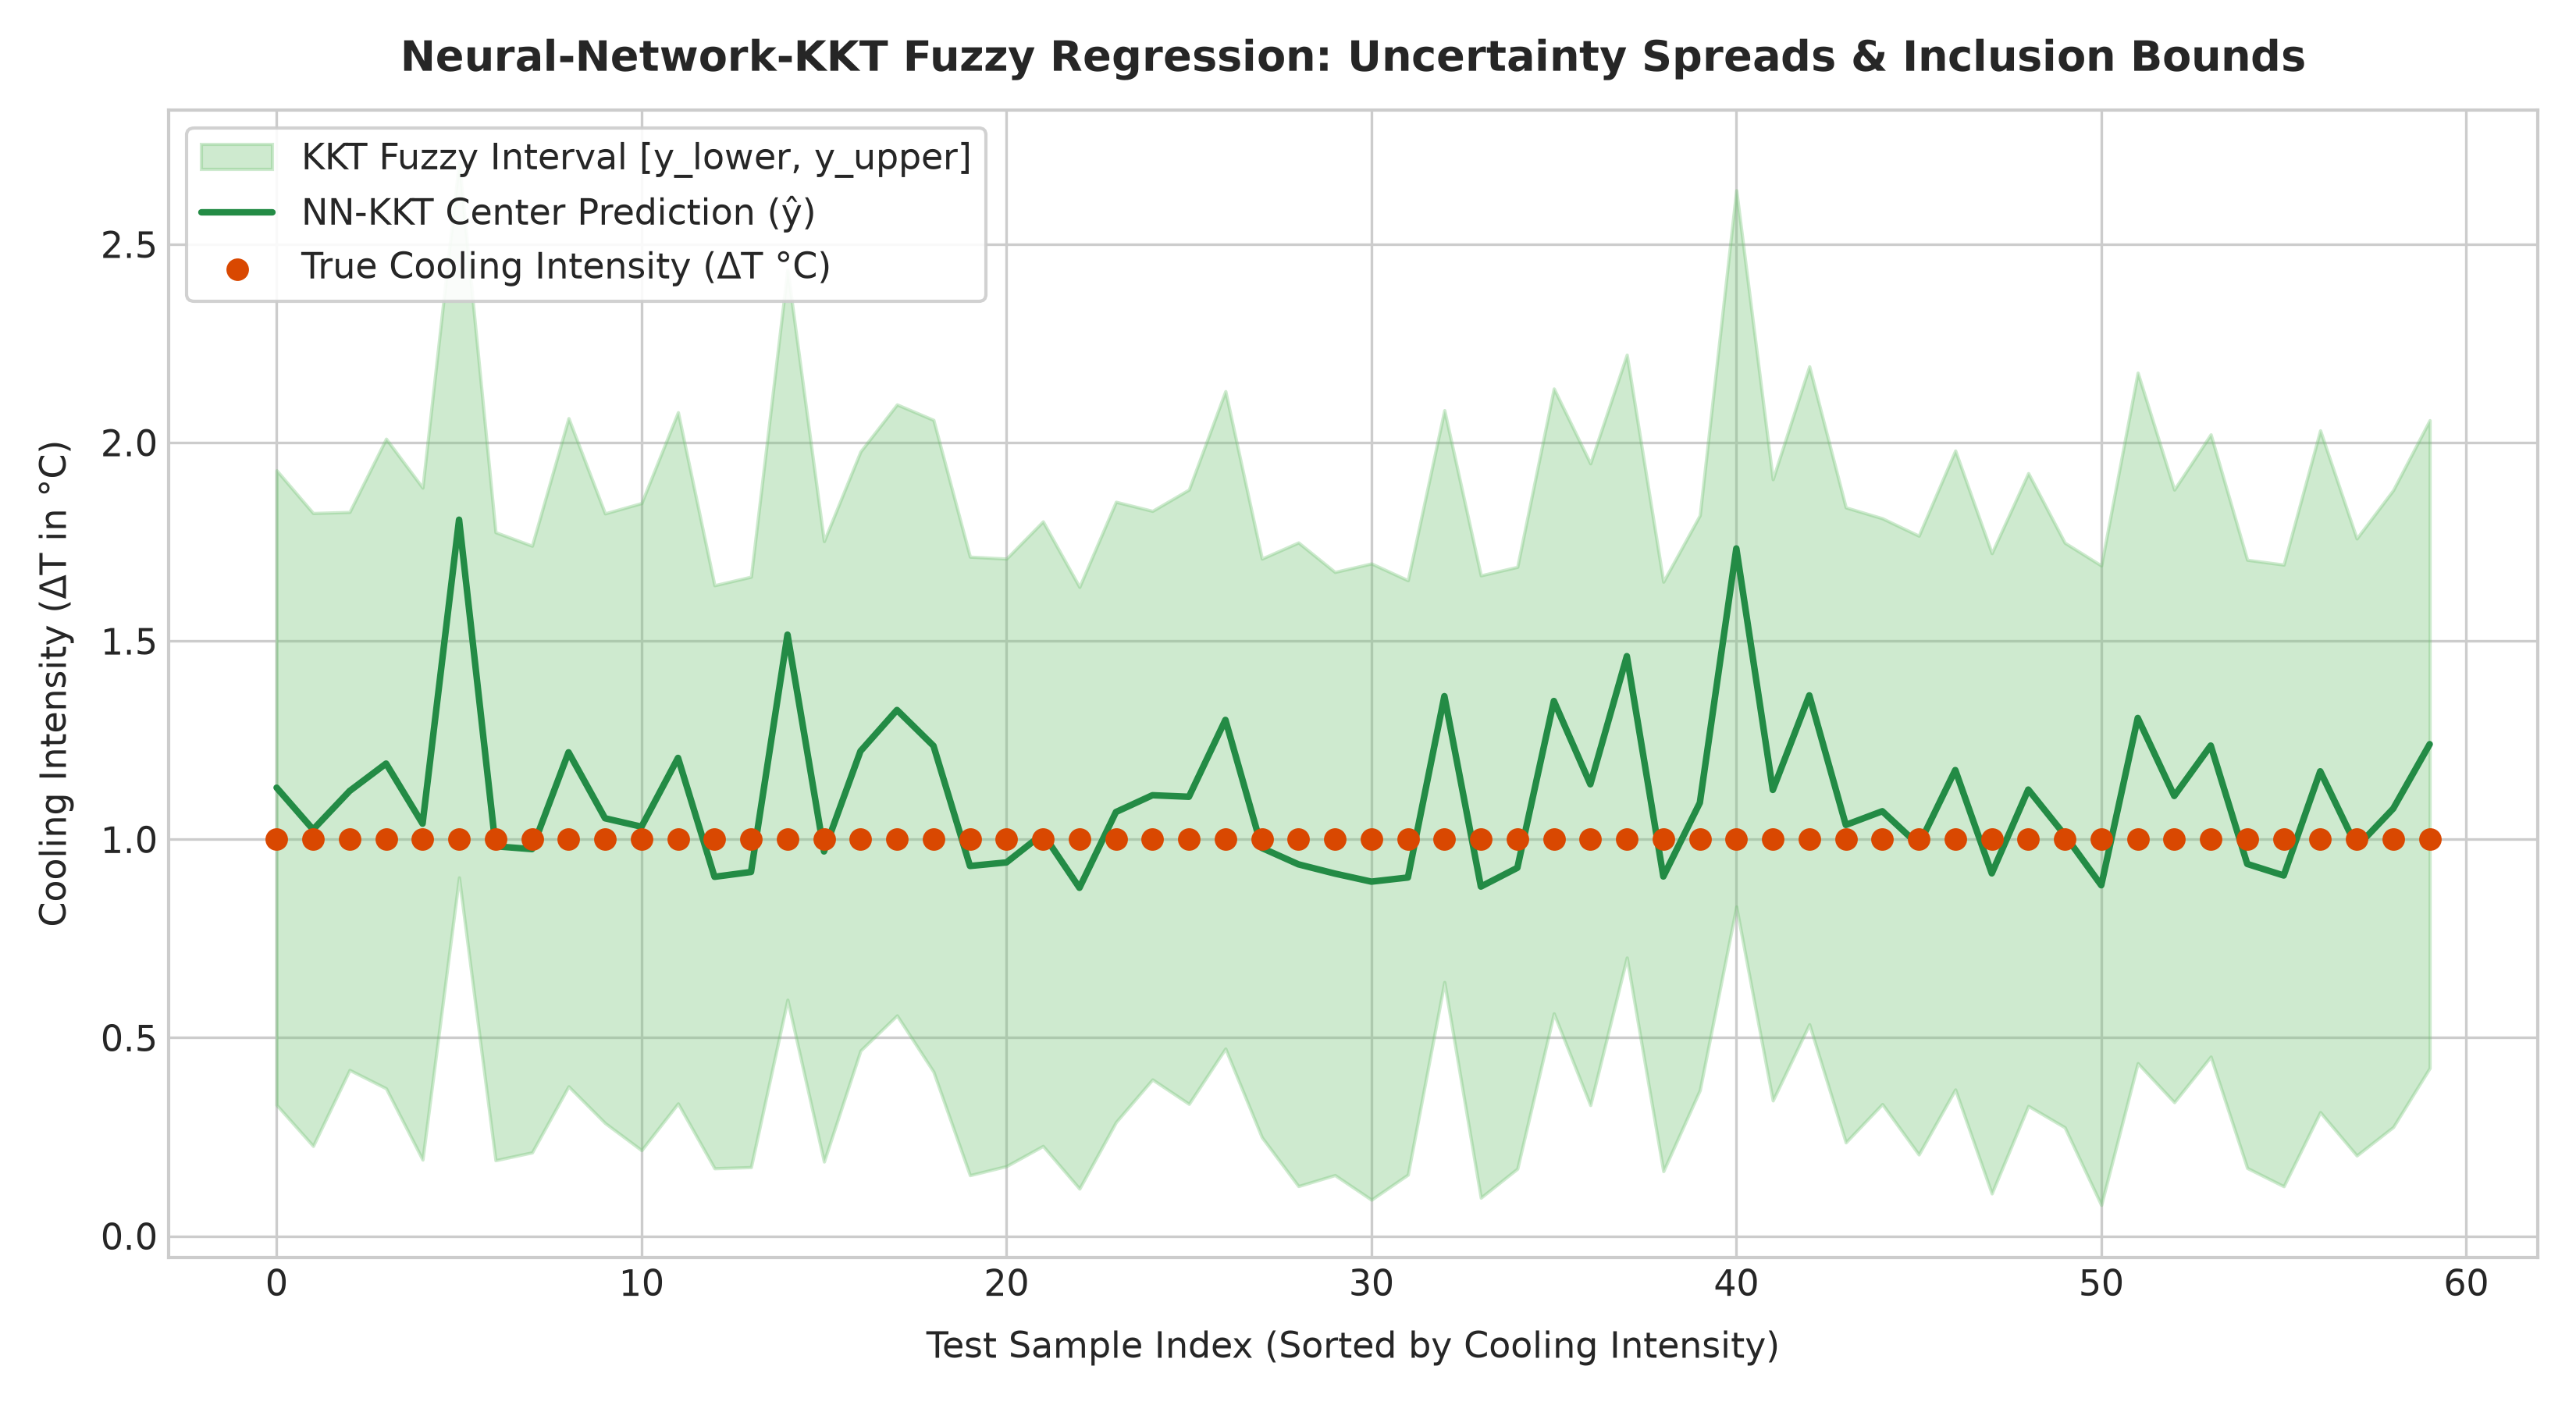 Neural-Network-KKT Fuzzy Regression: Uncertainty Spreads & Inclusion Bounds
KKT Fuzzy Interval [y_lower, y_upper]
NN-KKT Center Prediction (ŷ)
True Cooling Intensity (ΔT °C)
Cooling Intensity (ΔT in °C)
2.5
2.0
1.5
1.0
0.5
0.0
0 10 20 30 40 50 60
Test Sample Index (Sorted by Cooling Intensity)